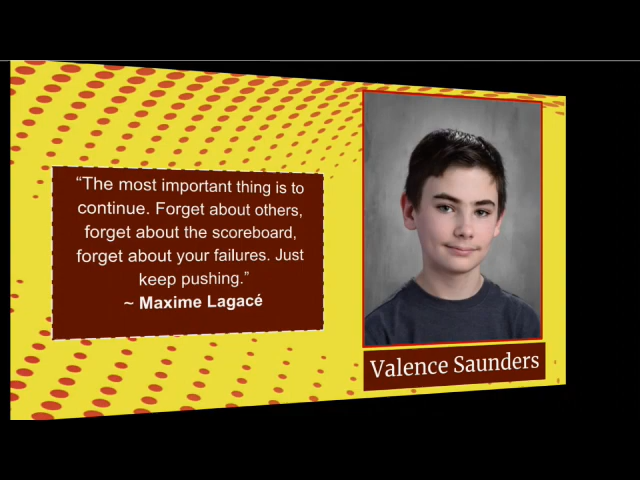 “The most important thing is to
continue. Forget about others,
forget about the scoreboard,
forget about your failures. Just
keep pushing.”
~ Maxime Lagacé
Valence Saunders